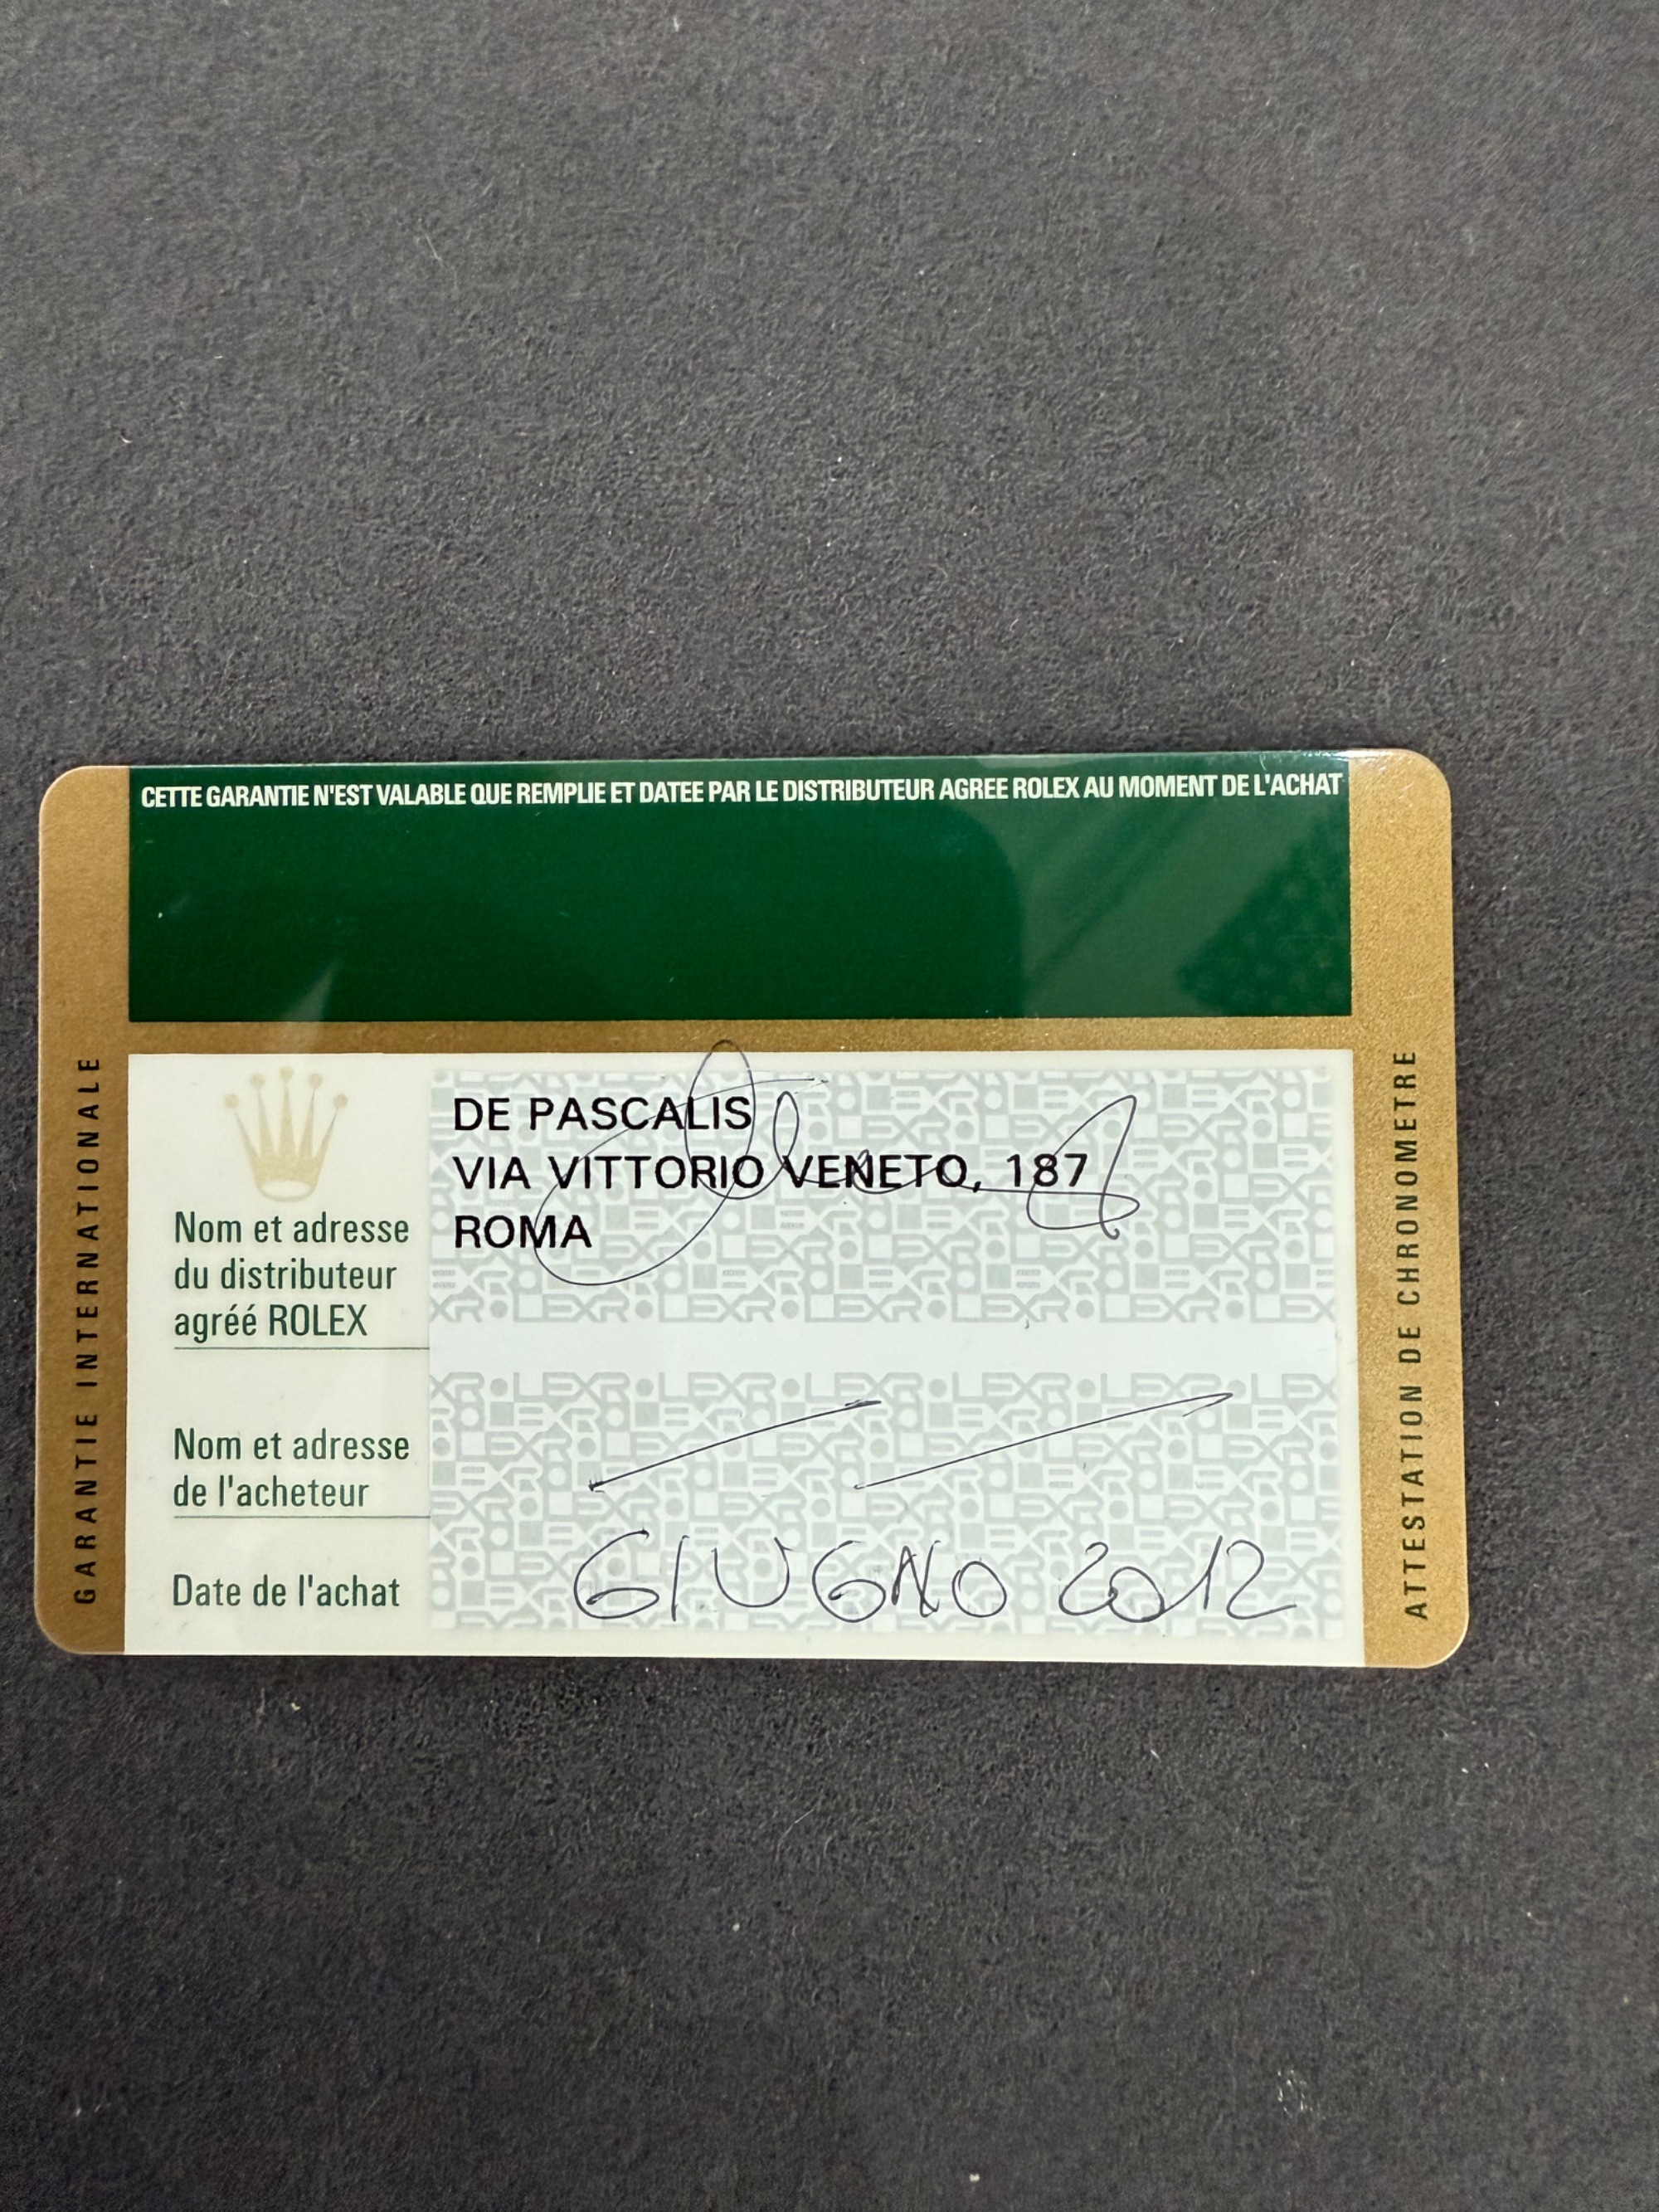 CETTE GARANTIE N'EST VALABLE QUE REMPLIE ET DATEE PAR LE DISTRIBUTEUR AGREE ROLEX AU MOMENT DE L'ACHAT
GARANTIE INTERNATIONALE
DE PASCALIS
VIA VITTORIO VENETO, 187
ROMA
Nom et adresse
du distributeur
agréé ROLEX
Nom et adresse
de l'acheteur
Date de l'achat
GIUGNO 2012
ATTESTATION DE CHRONOMETRE